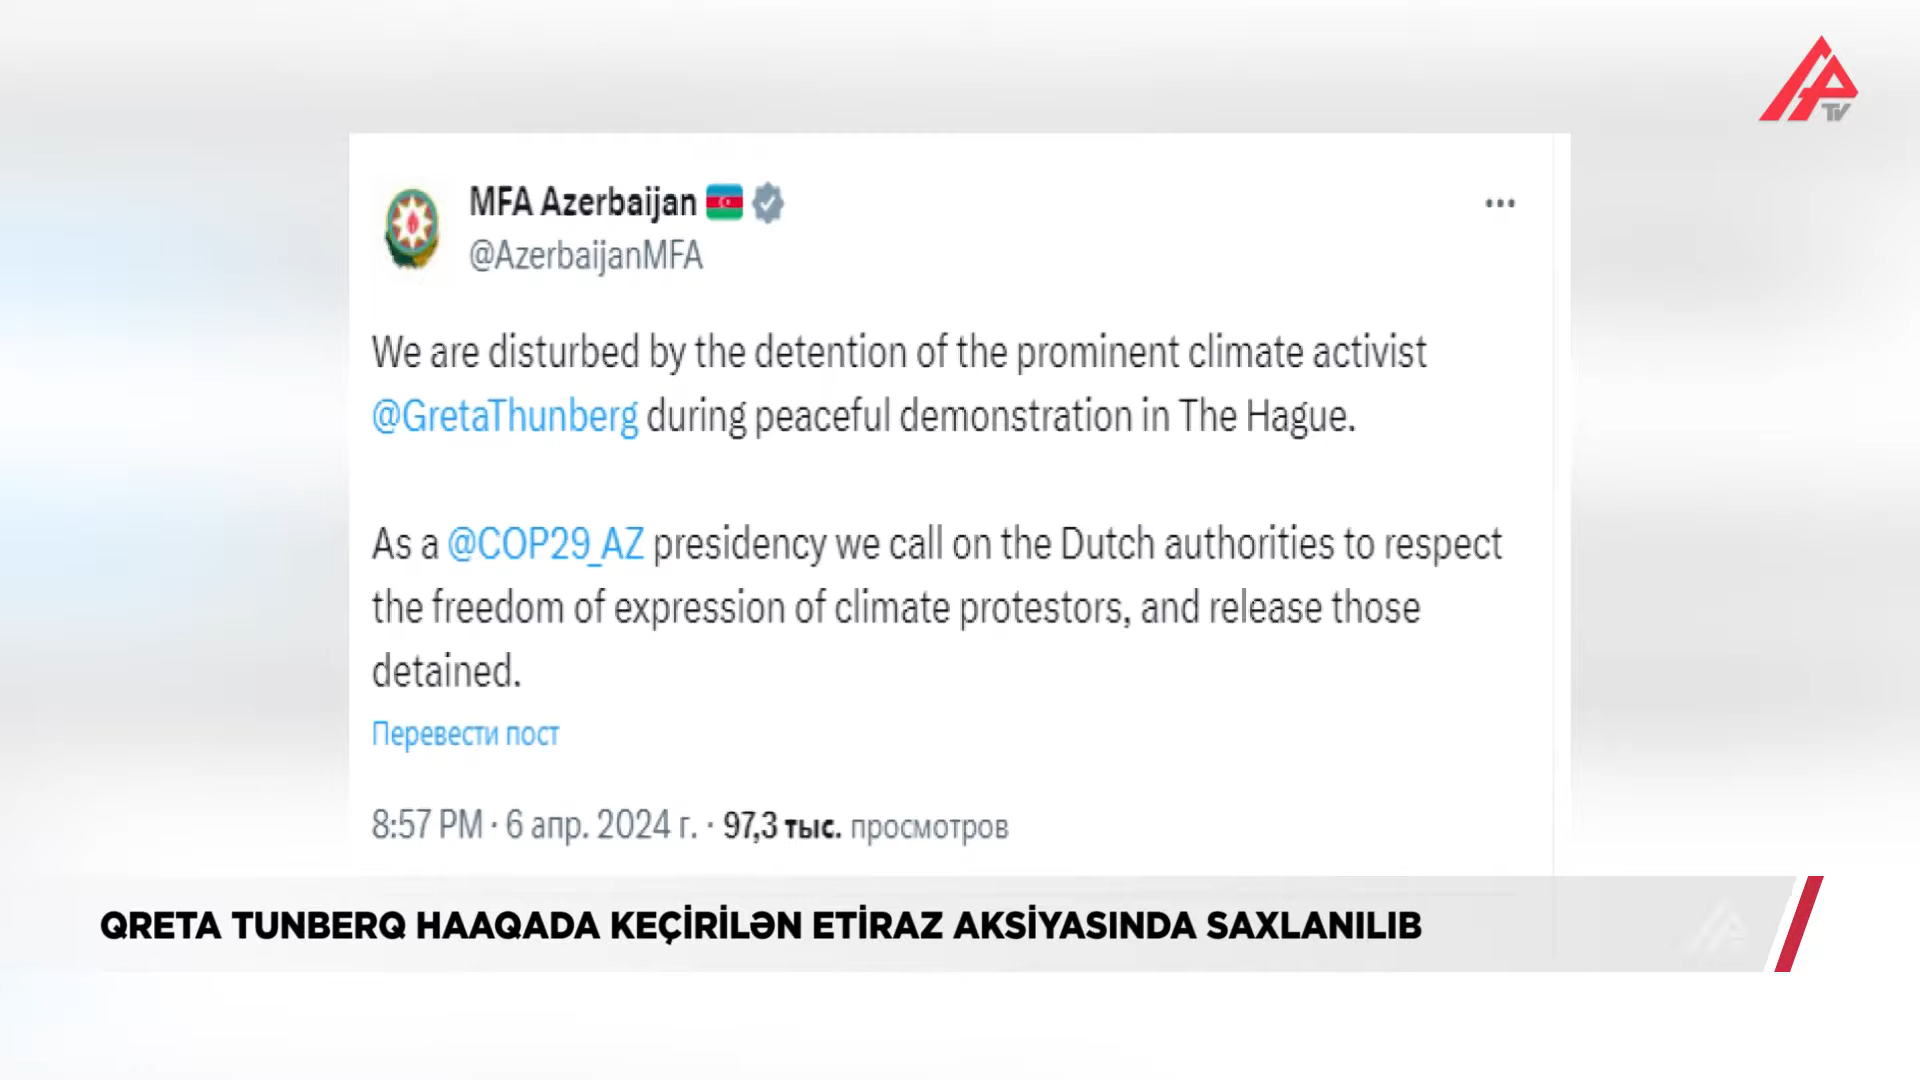 TV
MFA Azerbaijan
@AzerbaijanMFA
We are disturbed by the detention of the prominent climate activist
@GretaThunberg during peaceful demonstration in The Hague.
As a @COP29_AZ presidency we call on the Dutch authorities to respect
the freedom of expression of climate protestors, and release those
detained.
Перевести пост
8:57 PM · 6 апр. 2024 г. · 97,3 тыс. просмотров
QRETA TUNBERQ HAAQADA KEÇİRİLƏN ETİRAZ AKSİYASINDA SAXLANILIB